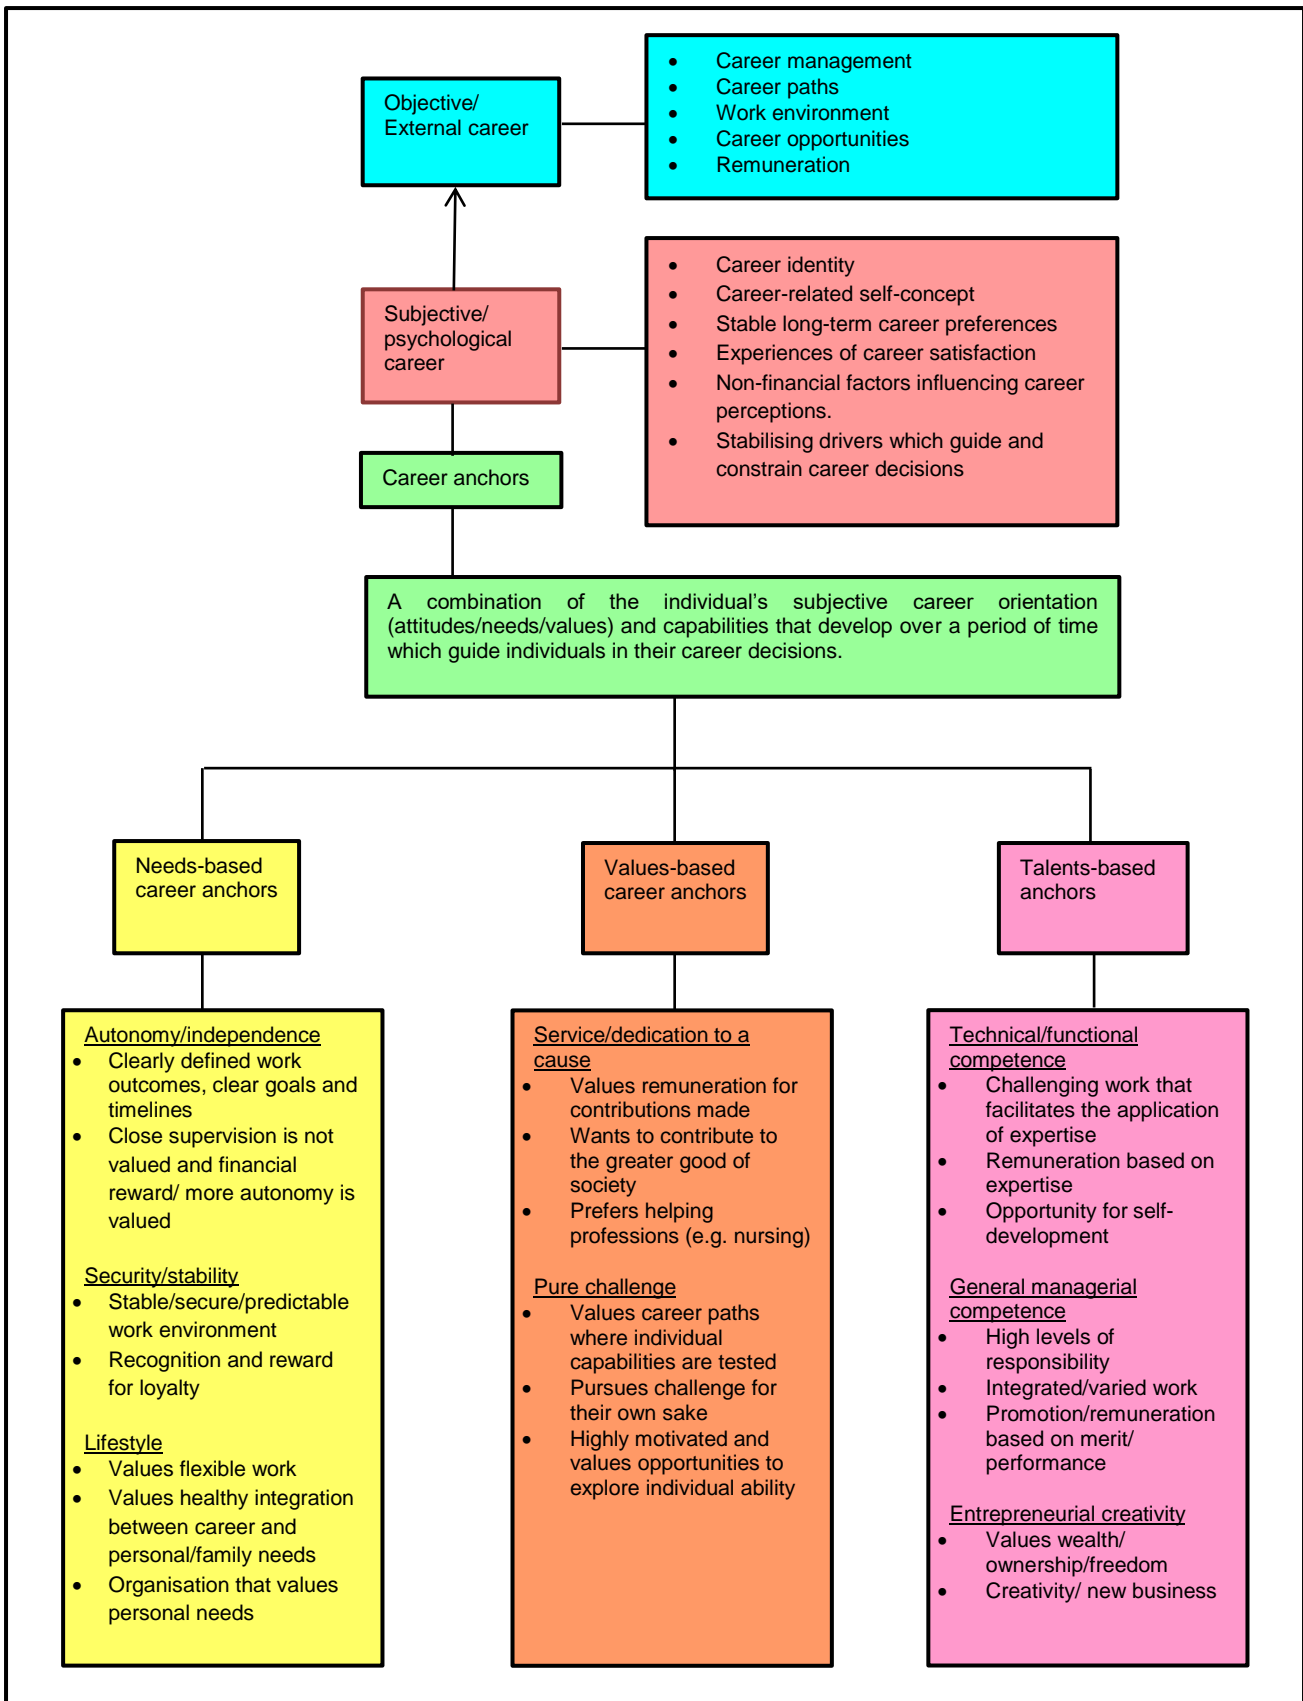 Objective/
External career
• Career management
• Career paths
• Work environment
• Career opportunities
• Remuneration
Subjective/
psychological
career
• Career identity
• Career-related self-concept
• Stable long-term career preferences
• Experiences of career satisfaction
• Non-financial factors influencing career
perceptions.
• Stabilising drivers which guide and
constrain career decisions
Career anchors
A combination of the individual’s subjective career orientation
(attitudes/needs/values) and capabilities that develop over a period of time
which guide individuals in their career decisions.
Needs-based
career anchors
Values-based
career anchors
Talents-based
anchors
Autonomy/independence
• Clearly defined work
outcomes, clear goals and
timelines
• Close supervision is not
valued and financial
reward/ more autonomy is
valued
Security/stability
• Stable/secure/predictable
work environment
• Recognition and reward
for loyalty
Lifestyle
• Values flexible work
• Values healthy integration
between career and
personal/family needs
• Organisation that values
personal needs
Service/dedication to a
cause
• Values remuneration for
contributions made
• Wants to contribute to
the greater good of
society
• Prefers helping
professions (e.g. nursing)
Pure challenge
• Values career paths
where individual
capabilities are tested
• Pursues challenge for
their own sake
• Highly motivated and
values opportunities to
explore individual ability
Technical/functional
competence
• Challenging work that
facilitates the application
of expertise
• Remuneration based on
expertise
• Opportunity for self-
development
General managerial
competence
• High levels of
responsibility
• Integrated/varied work
• Promotion/remuneration
based on merit/
performance
Entrepreneurial creativity
• Values wealth/
ownership/freedom
• Creativity/ new business